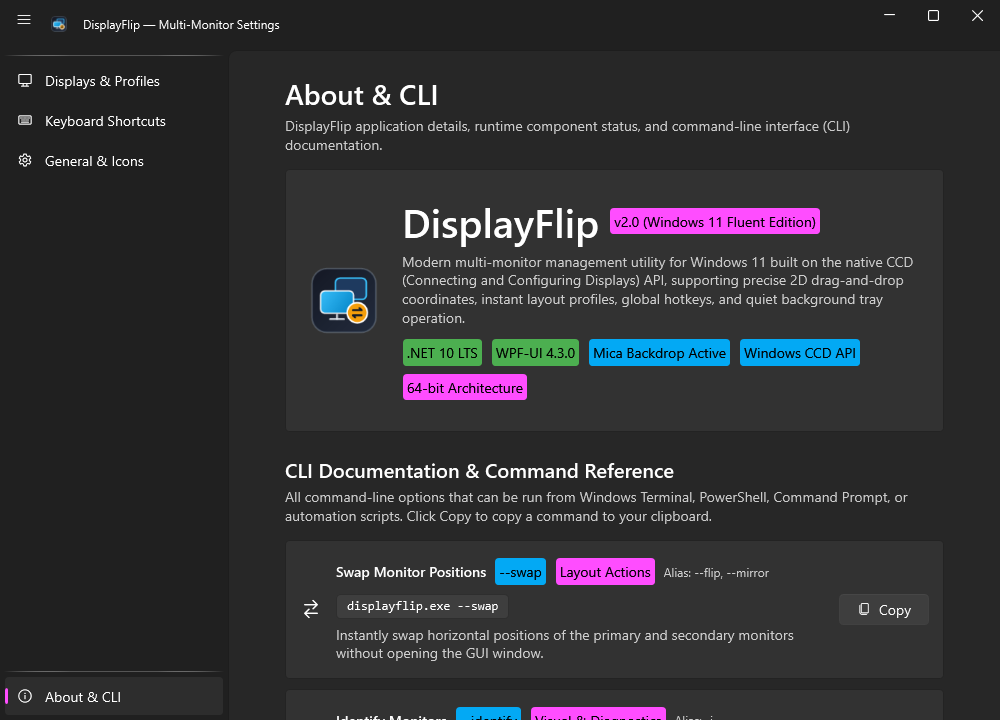 DisplayFlip — Multi-Monitor Settings
Displays & Profiles
Keyboard Shortcuts
General & Icons
About & CLI
About & CLI
DisplayFlip application details, runtime component status, and command-line interface (CLI)
documentation.
DisplayFlip v2.0 (Windows 11 Fluent Edition)
Modern multi-monitor management utility for Windows 11 built on the native CCD
(Connecting and Configuring Displays) API, supporting precise 2D drag-and-drop
coordinates, instant layout profiles, global hotkeys, and quiet background tray
operation.
.NET 10 LTS WPF-UI 4.3.0 Mica Backdrop Active Windows CCD API
64-bit Architecture
CLI Documentation & Command Reference
All command-line options that can be run from Windows Terminal, PowerShell, Command Prompt, or
automation scripts. Click Copy to copy a command to your clipboard.
Swap Monitor Positions --swap Layout Actions Alias: --flip, --mirror
displayflip.exe --swap
Copy
Instantly swap horizontal positions of the primary and secondary monitors
without opening the GUI window.
Identify Monitors --identify Visual & Diagnostics Alias: -i